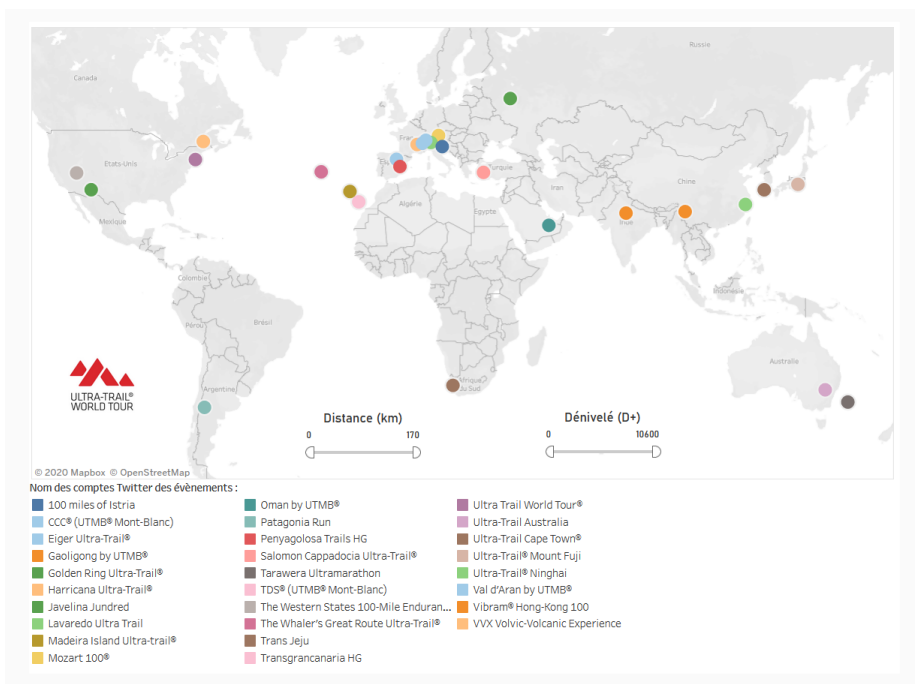 Russie
Canada
France
États-Unis
Turquie
Chine
Iran
Algérie
Égypte
Mexique
Inde
Colombie
Indonésie
Pérou
Brésil
Australie
ULTRA-TRAIL®
WORLD TOUR
Argentine
Afrique
du Sud
Distance (km)
0 170
Dénivelé (D+)
0 10600
© 2020 Mapbox © OpenStreetMap
Nom des comptes Twitter des évènements :
100 miles of Istria
CCC® (UTMB® Mont-Blanc)
Eiger Ultra-Trail®
Gaoligong by UTMB®
Golden Ring Ultra-Trail®
Harricana Ultra-Trail®
Javelina Jundred
Lavaredo Ultra Trail
Madeira Island Ultra-trail®
Mozart 100®
Oman by UTMB®
Patagonia Run
Penyagolosa Trails HG
Salomon Cappadocia Ultra-Trail®
Tarawera Ultramarathon
TDS® (UTMB® Mont-Blanc)
The Western States 100-Mile Enduran...
The Whaler's Great Route Ultra-Trail®
Trans Jeju
Transgrancanaria HG
Ultra Trail World Tour®
Ultra-Trail Australia
Ultra-Trail Cape Town®
Ultra-Trail® Mount Fuji
Ultra-Trail® Ninghai
Val d'Aran by UTMB®
Vibram® Hong-Kong 100
VVX Volvic-Volcanic Experience